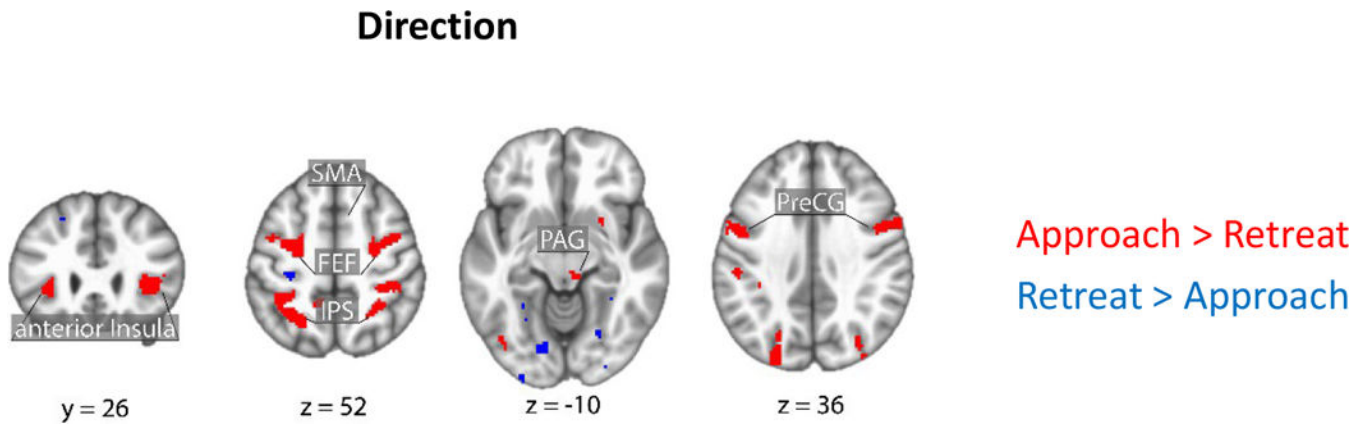 Direction
SMA
FEF
IPS
PAG
PreCG
anterior Insula
Approach > Retreat
Retreat > Approach
y = 26
z = 52
z = -10
z = 36